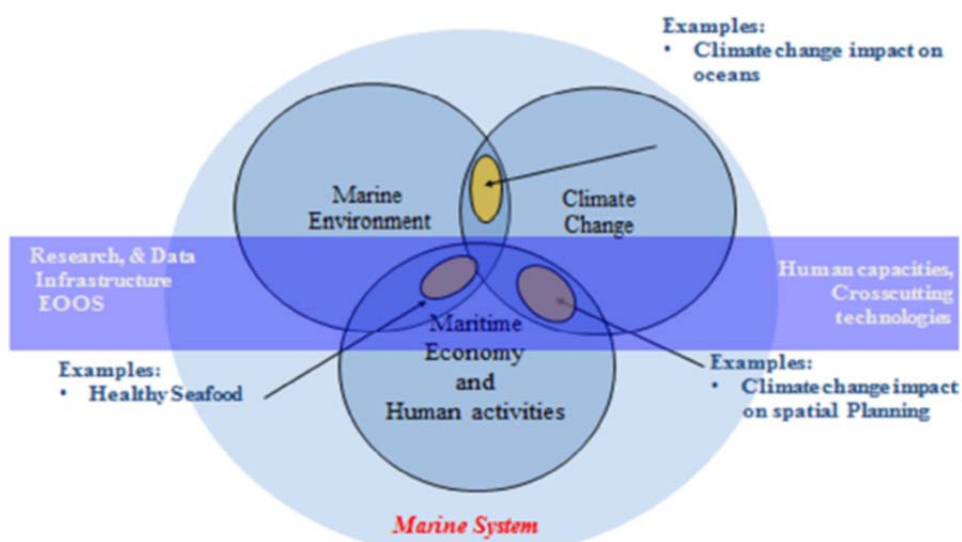 Examples:
• Climate change impact on
oceans
Marine
Environment
Climate
Change
Research, & Data
Infrastructure
EOOS
Human capacities,
Crosscutting
technologies
Maritime
Economy
and
Human activities
Examples:
• Healthy Seafood
Examples:
• Climate change impact
on spatial Planning
Marine System